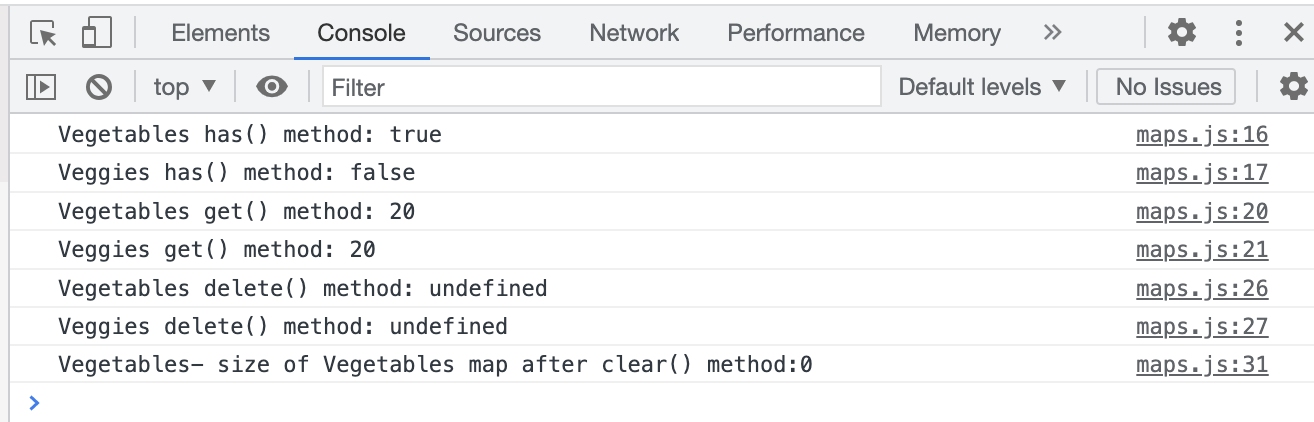 Elements Console Sources Network Performance Memory »
top ▼ Filter Default levels ▼ No Issues
Vegetables has() method: true maps.js:16
Veggies has() method: false maps.js:17
Vegetables get() method: 20 maps.js:20
Veggies get() method: 20 maps.js:21
Vegetables delete() method: undefined maps.js:26
Veggies delete() method: undefined maps.js:27
Vegetables- size of Vegetables map after clear() method:0 maps.js:31